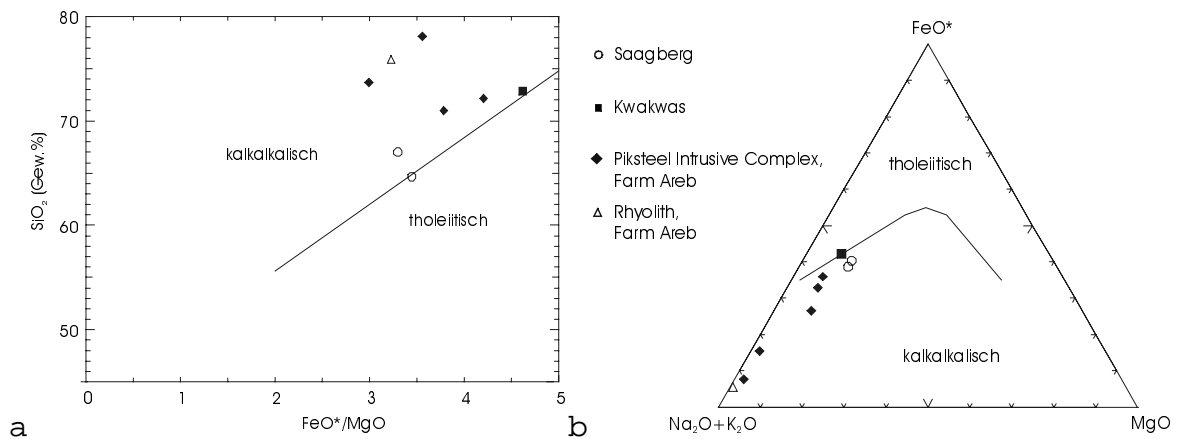 80
70
60
50
SiO₂ (Gew.%)
kalkalkalisch
tholeiitisch
0 1 2 3 4 5
FeO*/MgO
a
Saagberg
Kwakwas
Piksteel Intrusive Complex,
Farm Areb
Rhyolith,
Farm Areb
FeO*
tholeiitisch
kalkalkalisch
Na₂O+K₂O
MgO
b